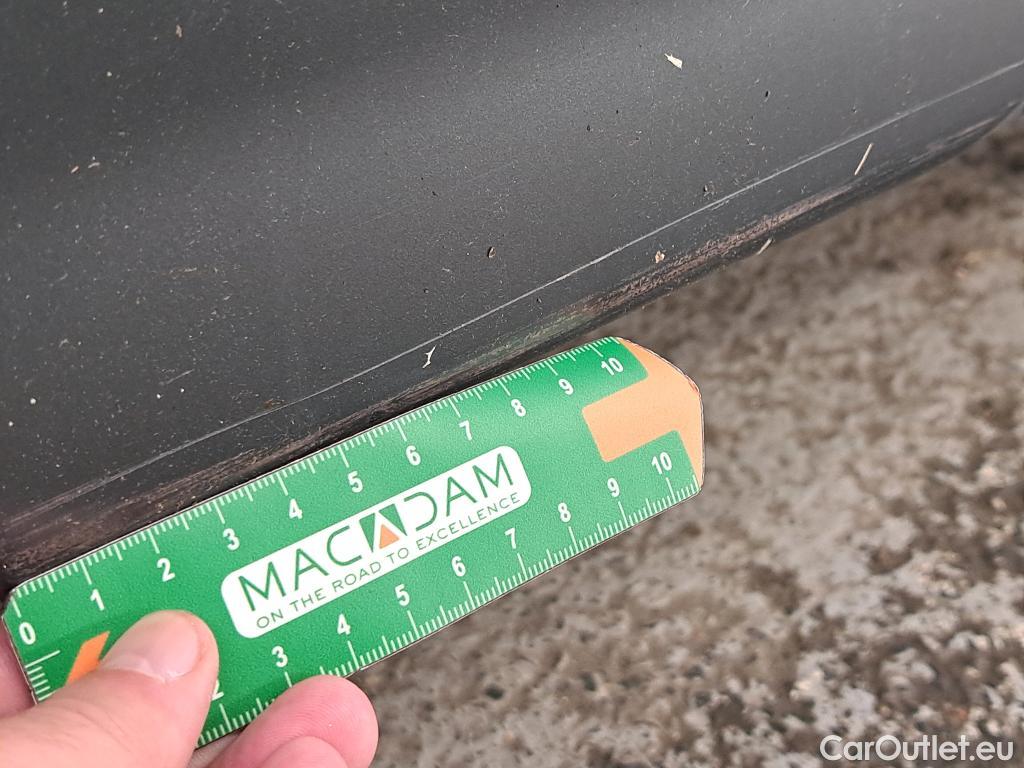 0 1 2 3 4 5 6 7 8 9 10
MACADAM
ON THE ROAD TO EXCELLENCE
2 3 4 5 6 7 8 9 10
CarOutlet.eu